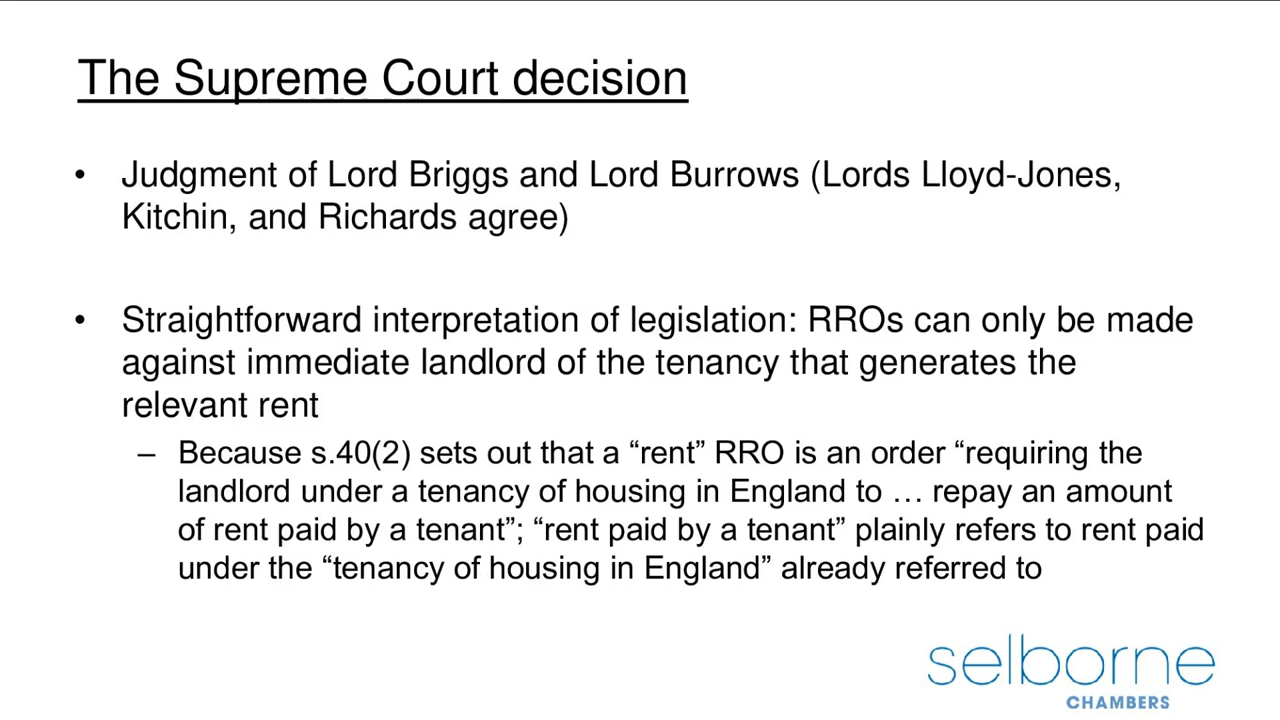 The Supreme Court decision
• Judgment of Lord Briggs and Lord Burrows (Lords Lloyd-Jones,
Kitchin, and Richards agree)
• Straightforward interpretation of legislation: RROs can only be made
against immediate landlord of the tenancy that generates the
relevant rent
– Because s.40(2) sets out that a “rent” RRO is an order “requiring the
landlord under a tenancy of housing in England to … repay an amount
of rent paid by a tenant”; “rent paid by a tenant” plainly refers to rent paid
under the “tenancy of housing in England” already referred to
selborne
CHAMBERS